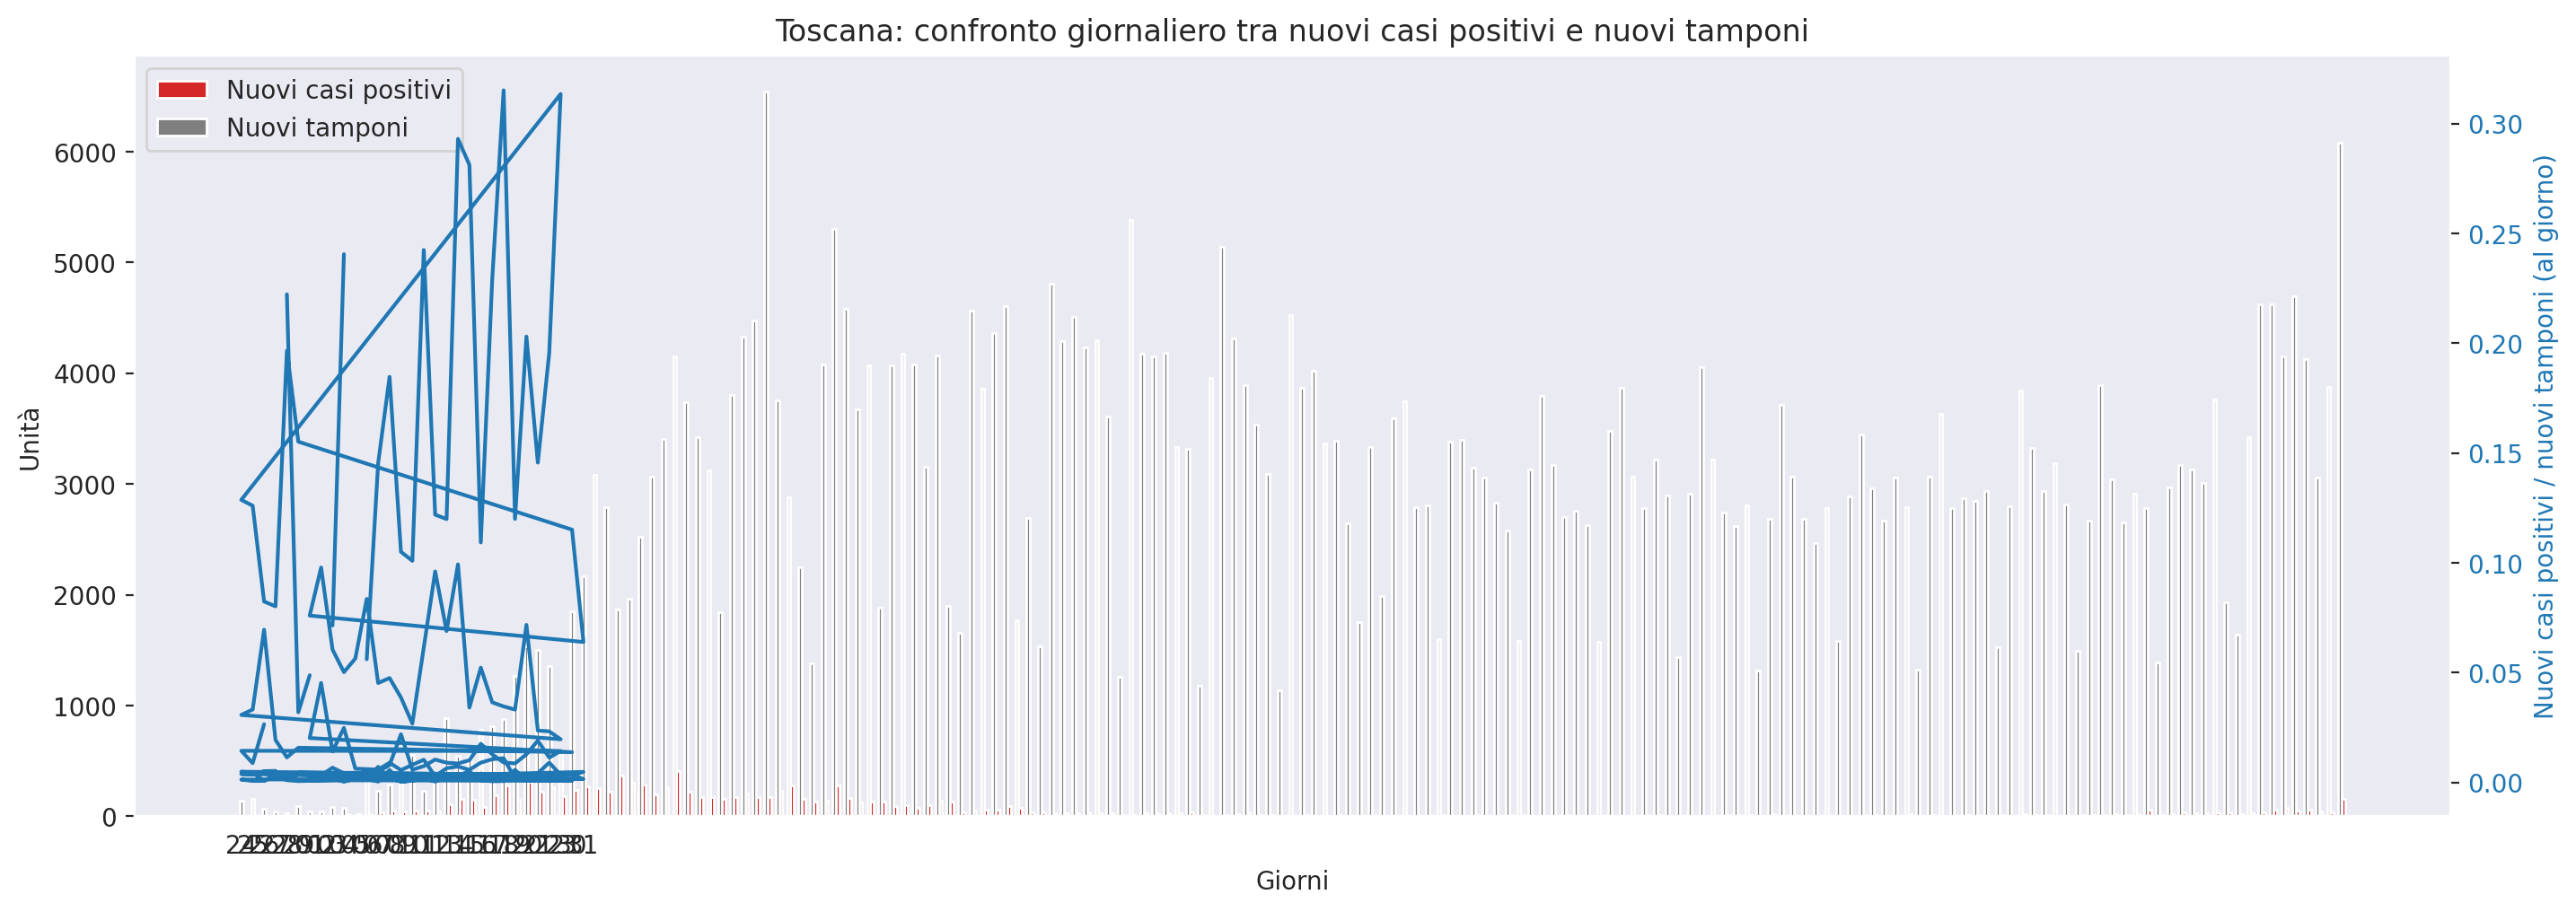 Toscana: confronto giornaliero tra nuovi casi positivi e nuovi tamponi
Nuovi casi positivi
Nuovi tamponi
6000
5000
4000
3000
2000
1000
0
Unità
0.30
0.25
0.20
0.15
0.10
0.05
0.00
Nuovi casi positivi / nuovi tamponi (al giorno)
Giorni